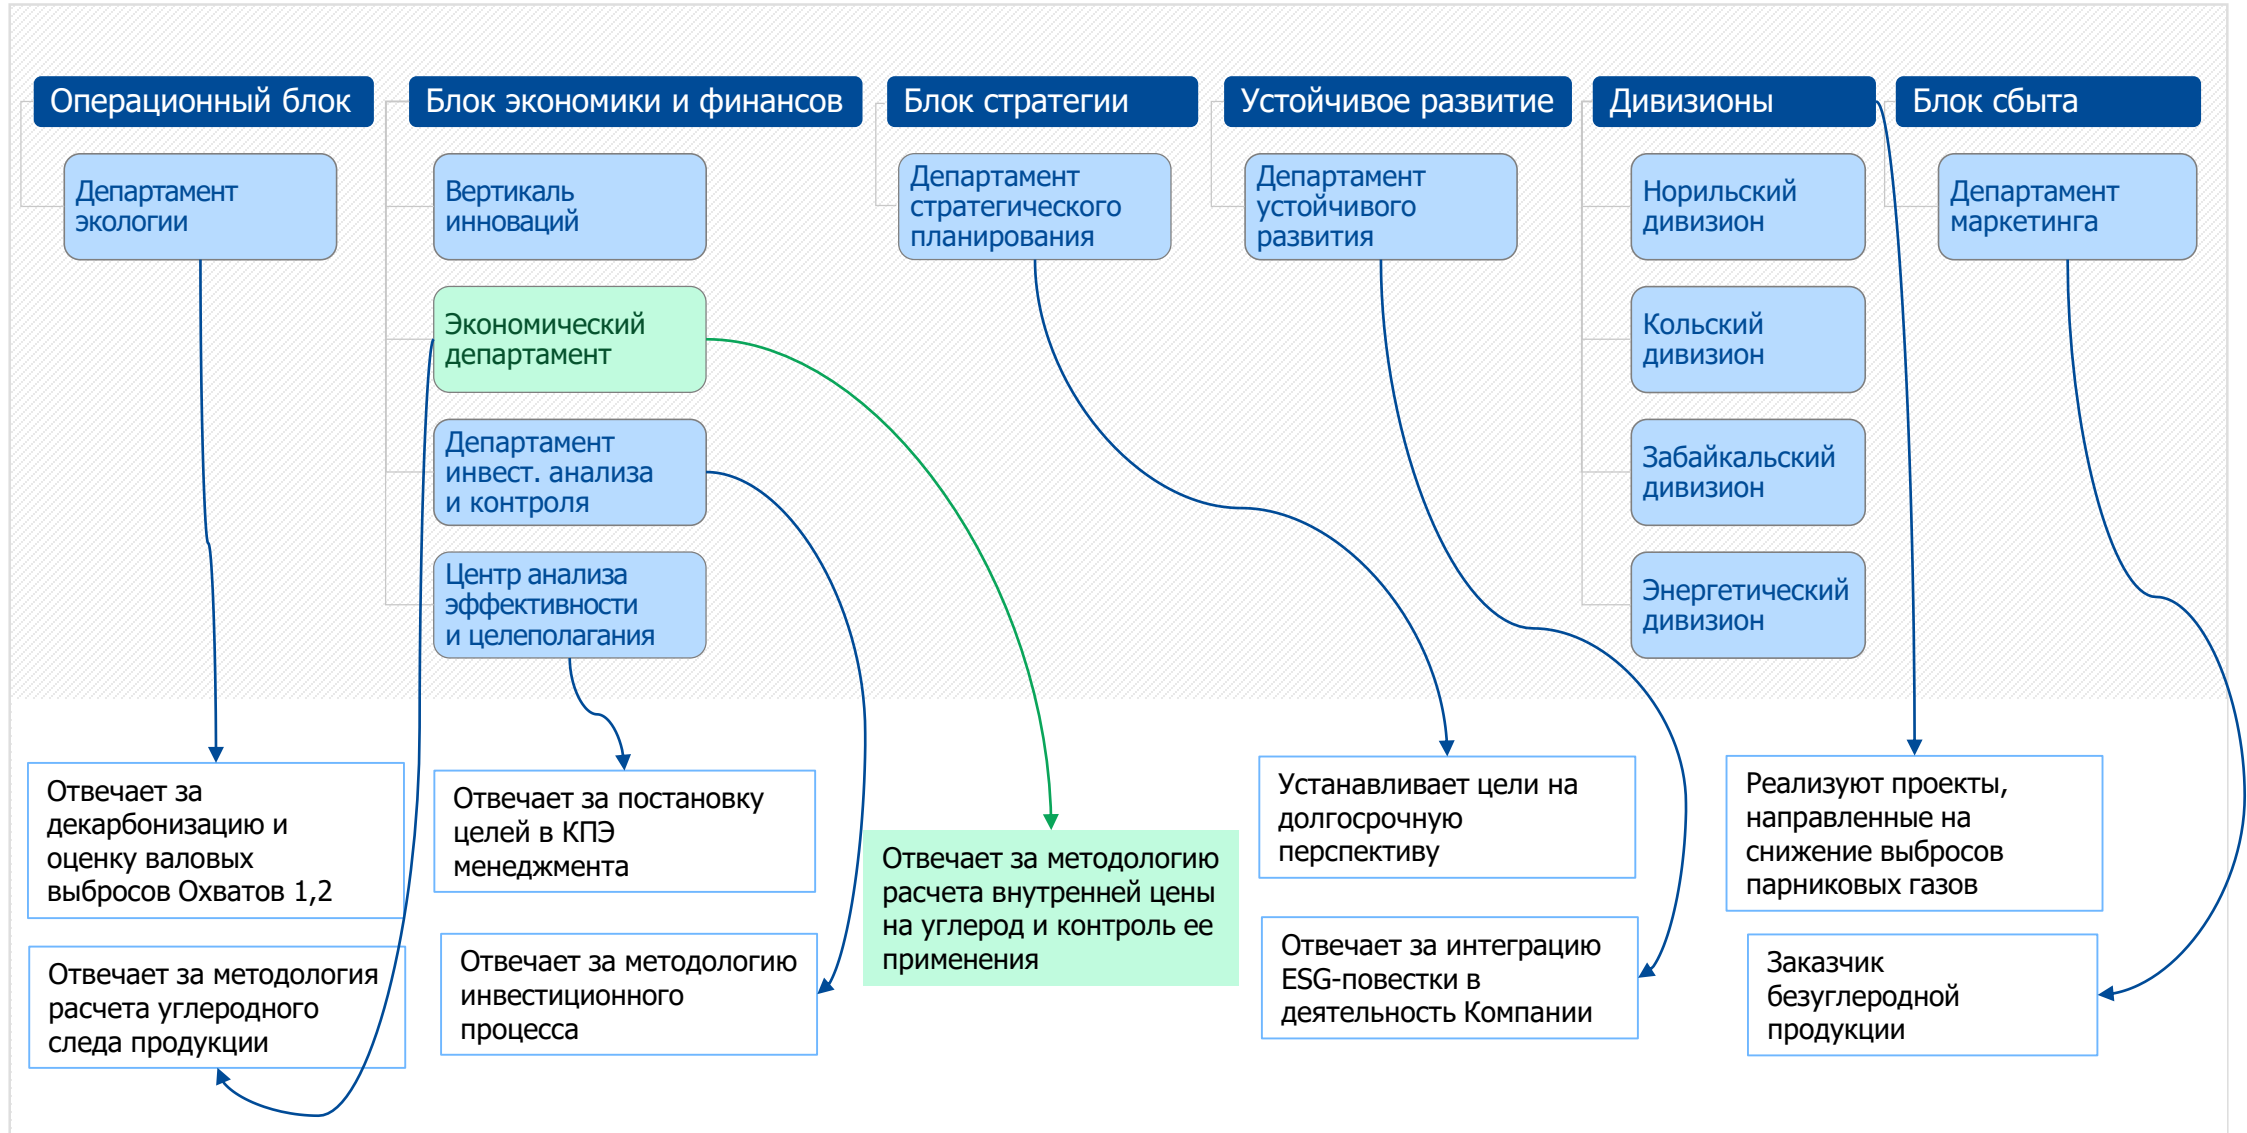 Операционный блок
Блок экономики и финансов
Блок стратегии
Устойчивое развитие
Дивизионы
Блок сбыта
Департамент
экологии
Вертикаль
инноваций
Экономический
департамент
Департамент
инвест. анализа
и контроля
Центр анализа
эффективности
и целеполагания
Департамент
стратегического
планирования
Департамент
устойчивого
развития
Норильский
дивизион
Кольский
дивизион
Забайкальский
дивизион
Энергетический
дивизион
Департамент
маркетинга
Отвечает за
декарбонизацию и
оценку валовых
выбросов Охватов 1,2
Отвечает за методология
расчета углеродного
следа продукции
Отвечает за постановку
целей в КПЭ
менеджмента
Отвечает за методологию
инвестиционного
процесса
Отвечает за методологию
расчета внутренней цены
на углерод и контроль ее
применения
Устанавливает цели на
долгосрочную
перспективу
Отвечает за интеграцию
ESG-повестки в
деятельность Компании
Реализуют проекты,
направленные на
снижение выбросов
парниковых газов
Заказчик
безуглеродной
продукции